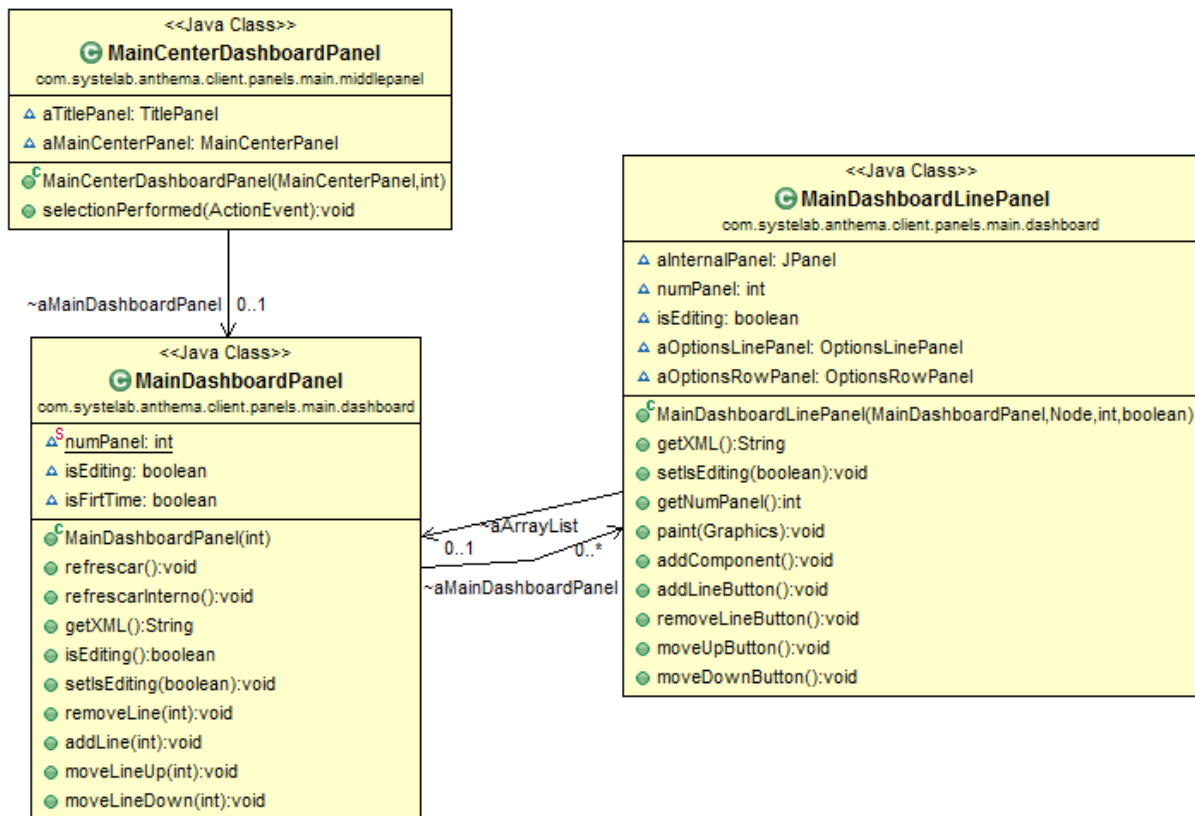 <<Java Class>>
MainCenterDashboardPanel
com.systelab.anthema.client.panels.main.middlepanel
aTitlePanel: TitlePanel
aMainCenterPanel: MainCenterPanel
MainCenterDashboardPanel(MainCenterPanel,int)
selectionPerformed(ActionEvent):void
~aMainDashboardPanel 0..1
<<Java Class>>
MainDashboardPanel
com.systelab.anthema.client.panels.main.dashboard
numPanel: int
isEditing: boolean
isFirtTime: boolean
MainDashboardPanel(int)
refrescar():void
refrescarInterno():void
getXML():String
isEditing():boolean
setIsEditing(boolean):void
removeLine(int):void
addLine(int):void
moveLineUp(int):void
moveLineDown(int):void
~aArrayList
0..1 0..*
~aMainDashboardPanel
<<Java Class>>
MainDashboardLinePanel
com.systelab.anthema.client.panels.main.dashboard
aInternalPanel: JPanel
numPanel: int
isEditing: boolean
aOptionsLinePanel: OptionsLinePanel
aOptionsRowPanel: OptionsRowPanel
MainDashboardLinePanel(MainDashboardPanel,Node,int,boolean)
getXML():String
setIsEditing(boolean):void
getNumPanel():int
paint(Graphics):void
addComponent():void
addLineButton():void
removeLineButton():void
moveUpButton():void
moveDownButton():void